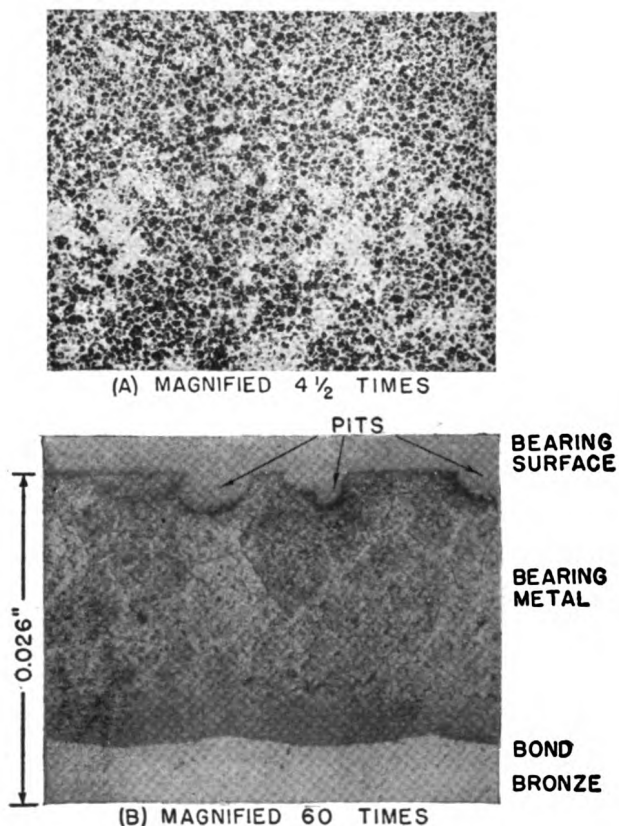 (A) MAGNIFIED 4½ TIMES
PITS
BEARING
SURFACE
BEARING
METAL
0.026"
BOND
BRONZE
(B) MAGNIFIED 60 TIMES